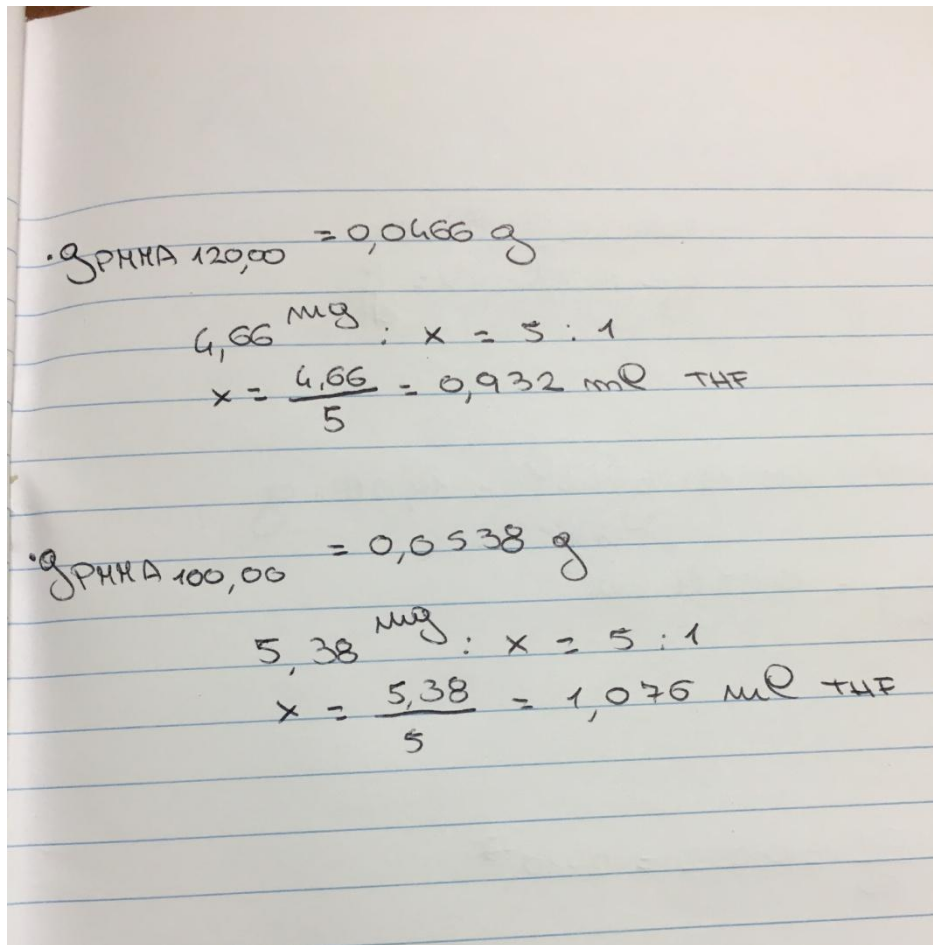 · g PMMA 120,00 = 0,0466 g
4,66 mg : x = 5 : 1
x = 4,66 / 5 = 0,932 ml THF
· g PMMA 100,00 = 0,0538 g
5,38 mg : x = 5 : 1
x = 5,38 / 5 = 1,076 ml THF